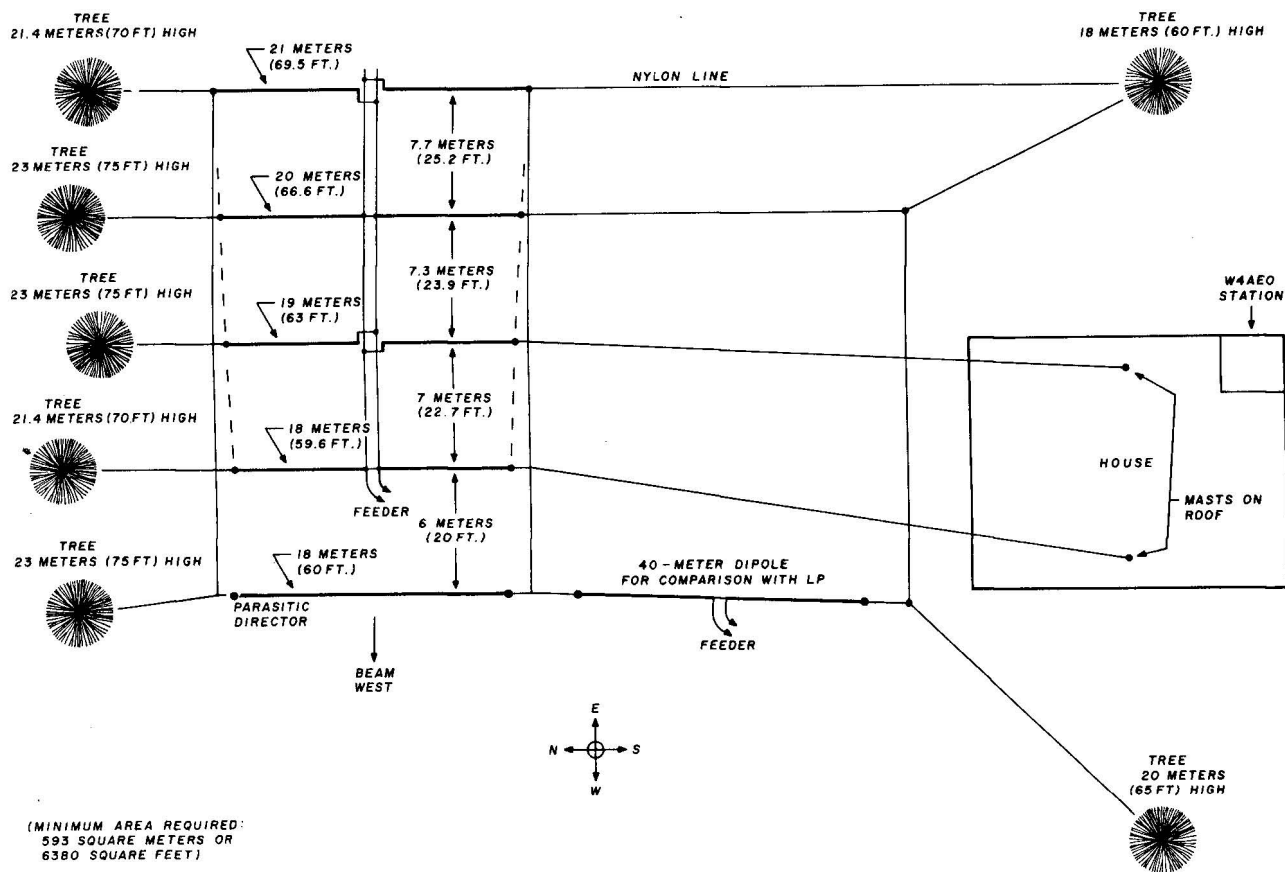 TREE
21.4 METERS (70 FT) HIGH
21 METERS
(69.5 FT.)
NYLON LINE
TREE
18 METERS (60 FT.) HIGH
7.7 METERS
(25.2 FT.)
TREE
23 METERS (75 FT) HIGH
20 METERS
(66.6 FT.)
7.3 METERS
(23.9 FT.)
TREE
23 METERS (75 FT) HIGH
19 METERS
(63 FT.)
W4AEO
STATION
7 METERS
(22.7 FT.)
TREE
21.4 METERS (70 FT) HIGH
18 METERS
(59.6 FT.)
HOUSE
MASTS ON
ROOF
FEEDER
6 METERS
(20 FT.)
TREE
23 METERS (75 FT) HIGH
18 METERS
(60 FT.)
PARASITIC
DIRECTOR
40-METER DIPOLE
FOR COMPARISON WITH LP
FEEDER
BEAM
WEST
E
N
S
W
TREE
20 METERS
(65 FT) HIGH
(MINIMUM AREA REQUIRED:
593 SQUARE METERS OR
6380 SQUARE FEET)